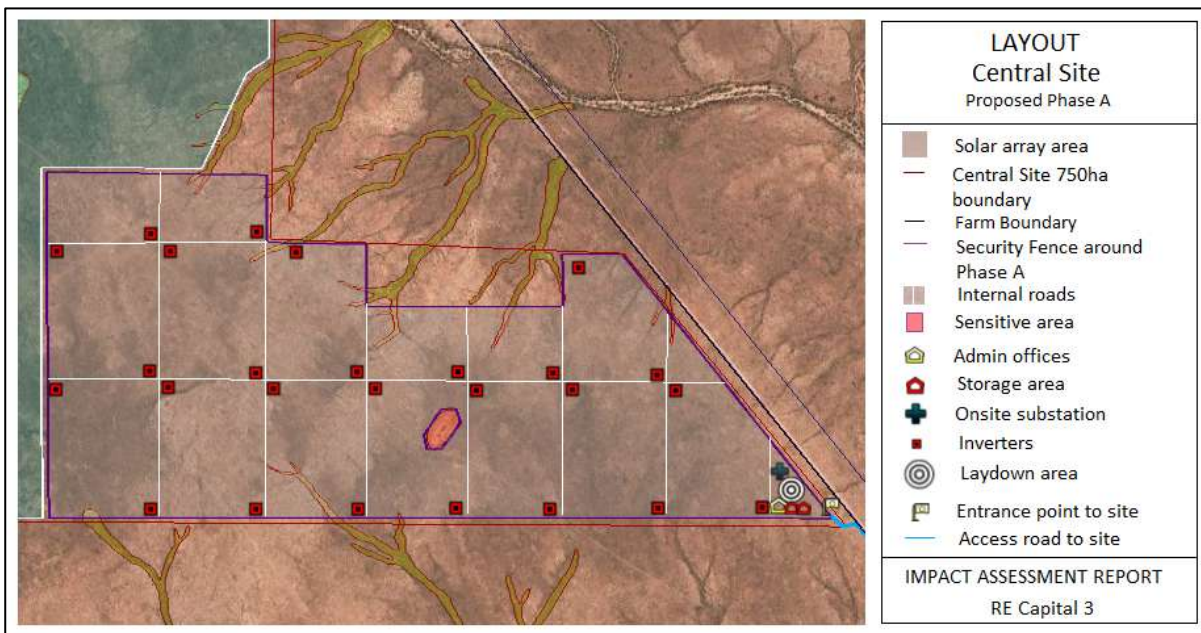 LAYOUT
Central Site
Proposed Phase A
Solar array area
Central Site 750ha
boundary
Farm Boundary
Security Fence around
Phase A
Internal roads
Sensitive area
Admin offices
Storage area
Onsite substation
Inverters
Laydown area
Entrance point to site
Access road to site
IMPACT ASSESSMENT REPORT
RE Capital 3